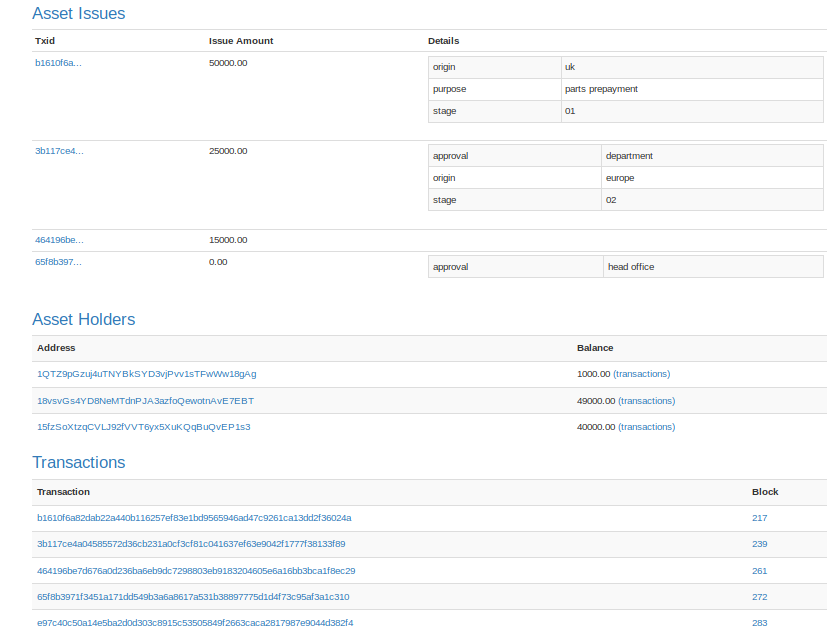 Asset Issues
Txid Issue Amount Details
b1610f6a... 50000.00 origin uk
purpose parts prepayment
stage 01
3b117ce4... 25000.00 approval department
origin europe
stage 02
464196be... 15000.00
65f8b397... 0.00 approval head office
Asset Holders
Address Balance
1QTZ9pGzuj4uTNYBkSYD3vjPvv1sTFwWw18gAg 1000.00 (transactions)
18vsvGs4YD8NeMTdnPJA3azfoQewotnAvE7EBT 49000.00 (transactions)
15fzSoXtzqCVLJ92fVVT6yx5XuKQqBuQvEP1s3 40000.00 (transactions)
Transactions
Transaction Block
b1610f6a82dab22a440b116257ef83e1bd9565946ad47c9261ca13dd2f36024a 217
3b117ce4a04585572d36cb231a0cf3cf81c041637ef63e9042f1777f38133f89 239
464196be7d676a0d236ba6eb9dc7298803eb9183204605e6a16bb3bca1f8ec29 261
65f8b3971f3451a171dd549b3a6a8617a531b38897775d1d4f73c95af3a1c310 272
e97c40c50a14e5ba2d0d303c8915c53505849f2663caca2817987e9044d382f4 283